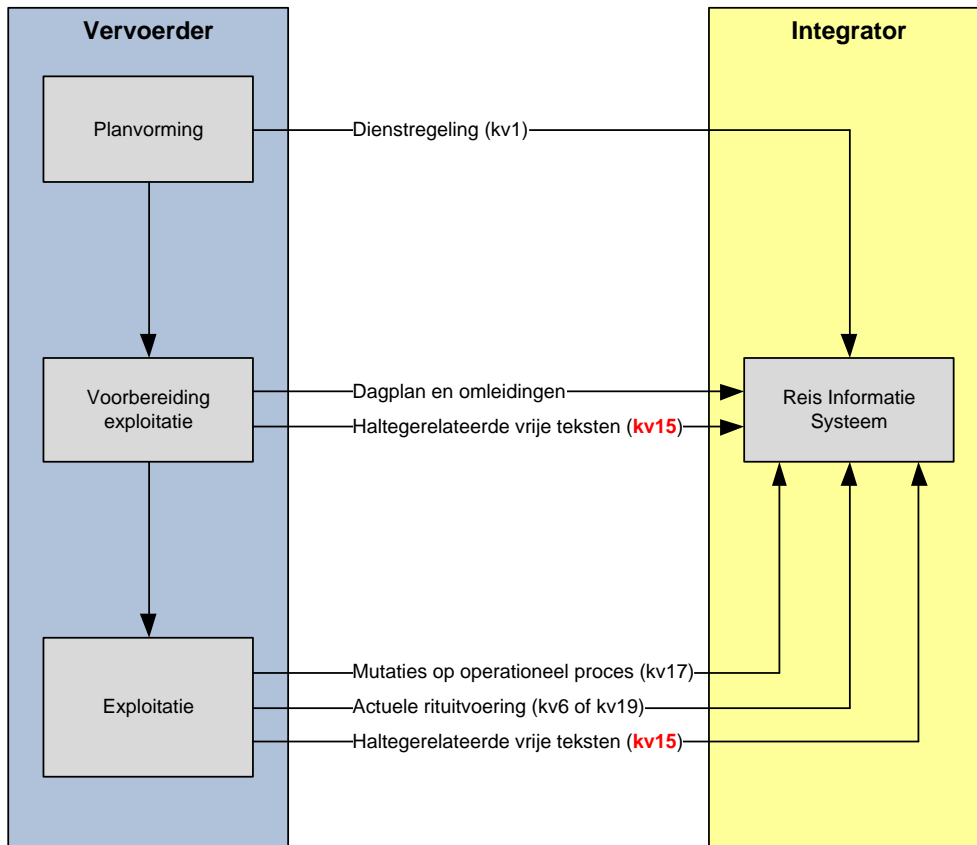 Vervoerder
Integrator
Planvorming
Dienstregeling (kv1)
Voorbereiding
exploitatie
Dagplan en omleidingen
Haltegerelateerde vrije teksten (kv15)
Reis Informatie
Systeem
Exploitatie
Mutaties op operationeel proces (kv17)
Actuele rituitvoering (kv6 of kv19)
Haltegerelateerde vrije teksten (kv15)